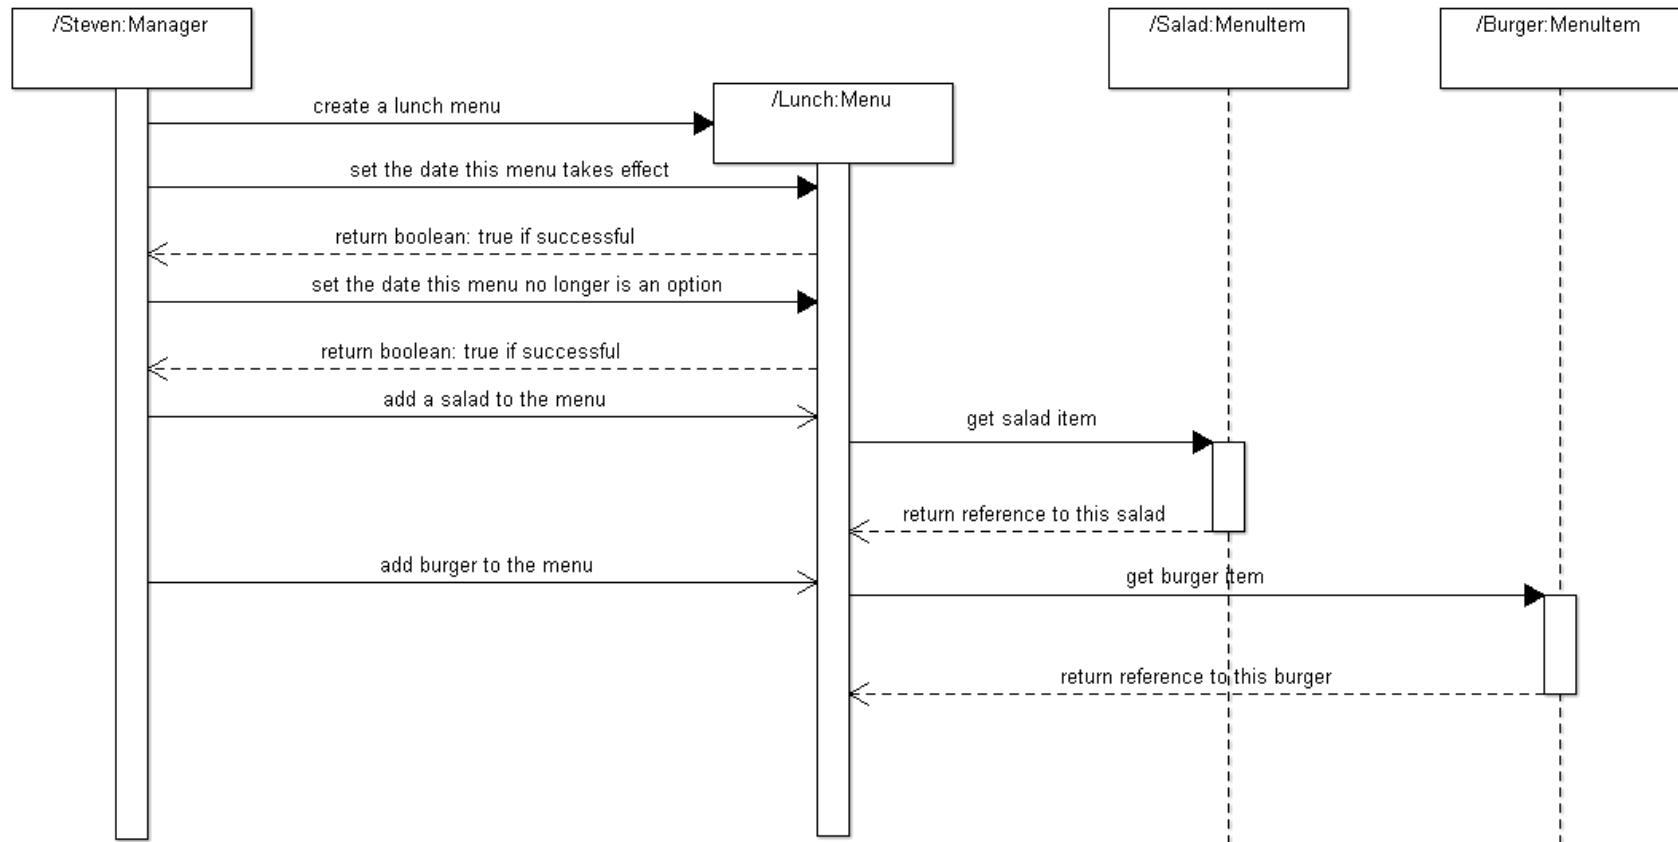 /Steven:Manager
/Salad:MenuItem
/Burger:MenuItem
/Lunch:Menu
create a lunch menu
set the date this menu takes effect
return boolean: true if successful
set the date this menu no longer is an option
return boolean: true if successful
add a salad to the menu
get salad item
return reference to this salad
add burger to the menu
get burger item
return reference to this burger